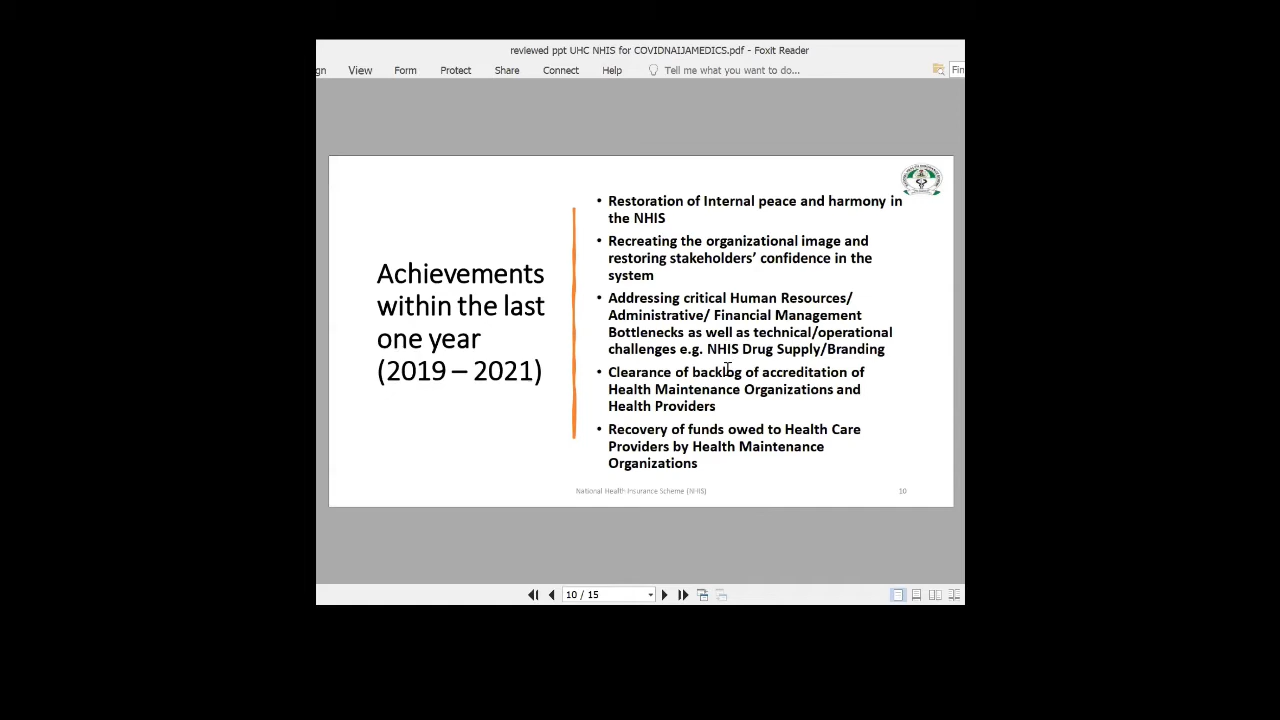 reviewed ppt UHC NHIS for COVIDNAIJAMEDICS.pdf - Foxit Reader
gn View Form Protect Share Connect Help Tell me what you want to do... Fin
Achievements
within the last
one year
(2019 – 2021)
• Restoration of Internal peace and harmony in
the NHIS
• Recreating the organizational image and
restoring stakeholders’ confidence in the
system
• Addressing critical Human Resources/
Administrative/ Financial Management
Bottlenecks as well as technical/operational
challenges e.g. NHIS Drug Supply/Branding
• Clearance of backlog of accreditation of
Health Maintenance Organizations and
Health Providers
• Recovery of funds owed to Health Care
Providers by Health Maintenance
Organizations
National Health Insurance Scheme (NHIS) 10
10 / 15